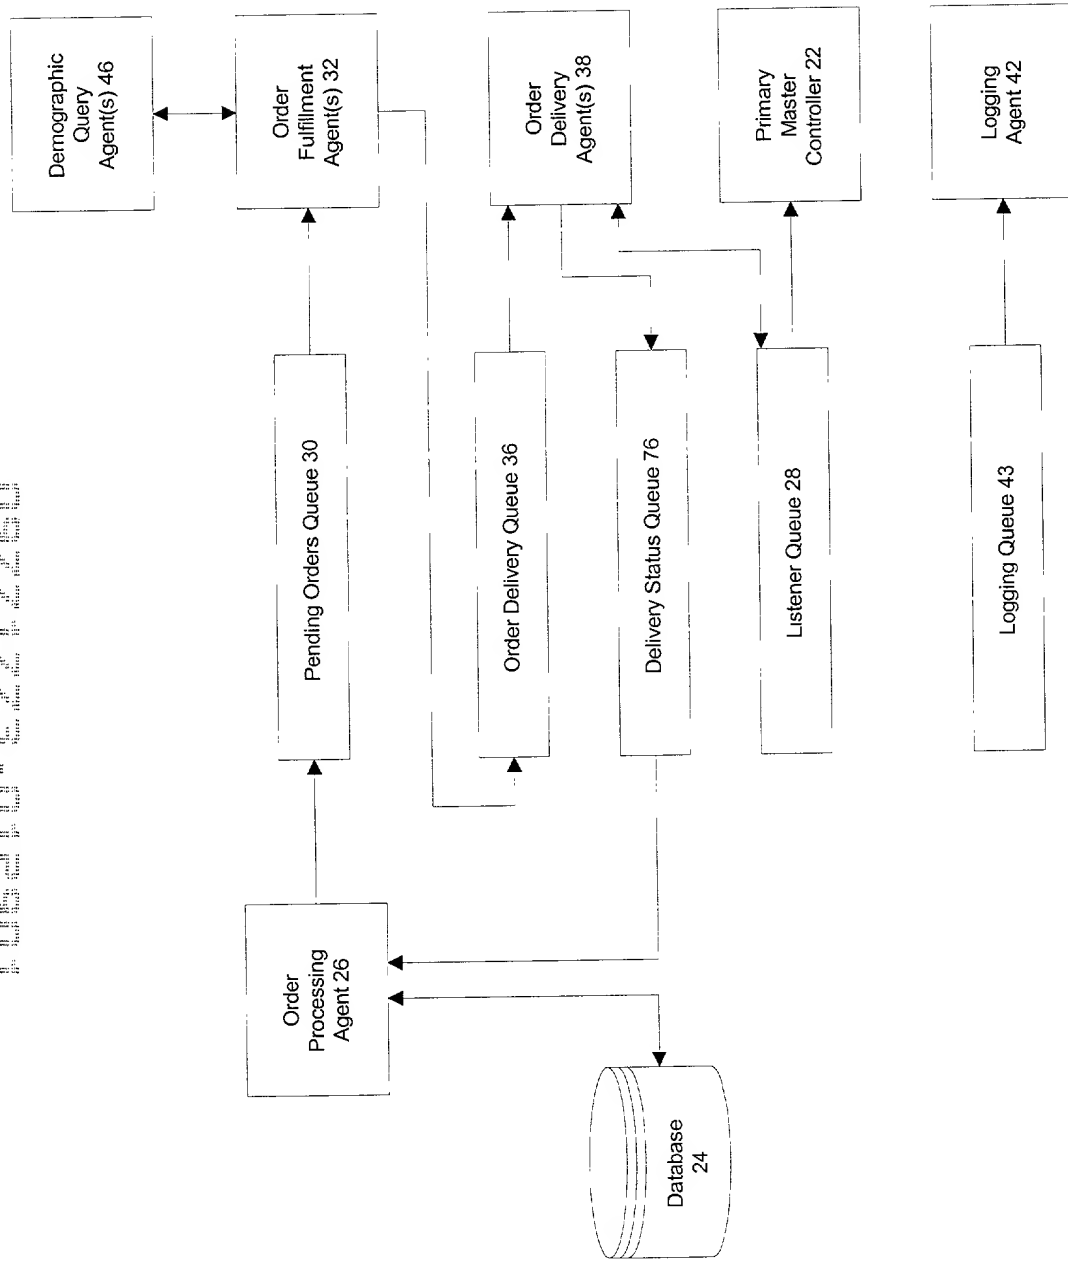 Demographic
Query
Agent(s) 46
Order
Fulfillment
Agent(s) 32
Order
Delivery
Agent(s) 38
Primary
Master
Controller 22
Logging
Agent 42
Pending Orders Queue 30
Order Delivery Queue 36
Delivery Status Queue 76
Listener Queue 28
Logging Queue 43
Order
Processing
Agent 26
Database
24